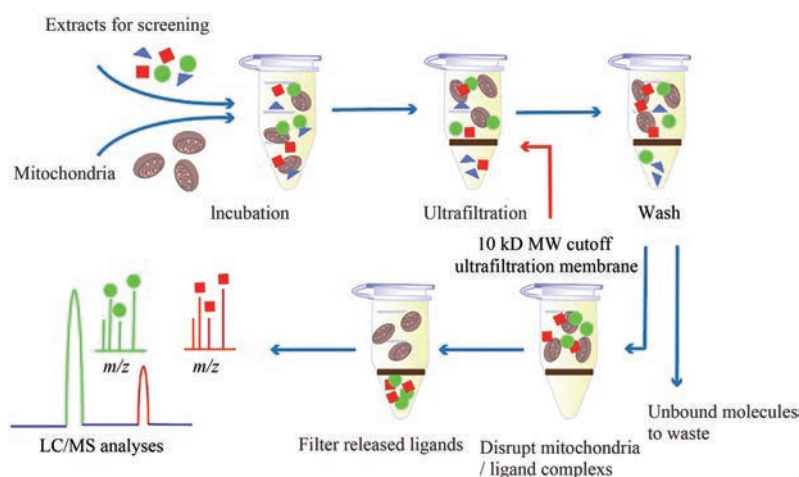 Extracts for screening
Mitochondria
Incubation
Ultrafiltration
Wash
10 kD MW cutoff
ultrafiltration membrane
m/z
m/z
LC/MS analyses
Filter released ligands
Disrupt mitochondria
/ ligand complexs
Unbound molecules
to waste